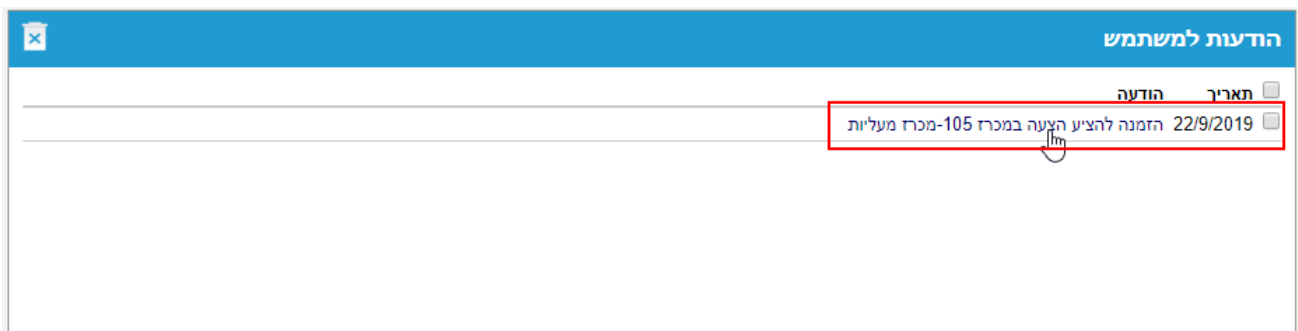 הודעות למשתמש
תאריך הודעה
22/9/2019 הזמנה להציע הצעה במכרז 105-מכרז מעליות